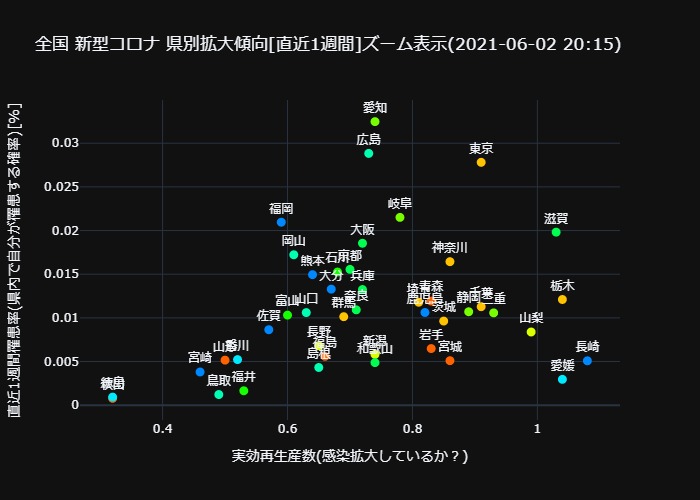 全国 新型コロナ 県別拡大傾向[直近1週間]ズーム表示(2021-06-02 20:15)
直近1週間罹患率(県内で自分が罹患する確率)[%]
愛知
0.03
広島
東京
0.025
福岡
岐阜
滋賀
0.02
岡山
大阪
神奈川
熊本
石川
京都
0.015
大分
兵庫
栃木
奈良
埼玉
青森
鹿児島
静岡
千葉
三重
富山
山口
群馬
茨城
0.01
佐賀
山梨
長野
福島
新潟
和歌山
岩手
宮城
長崎
0.005
山形
香川
宮崎
島根
愛媛
鳥取
福井
徳島
0
0.4
0.6
0.8
1
実効再生産数(感染拡大しているか？)